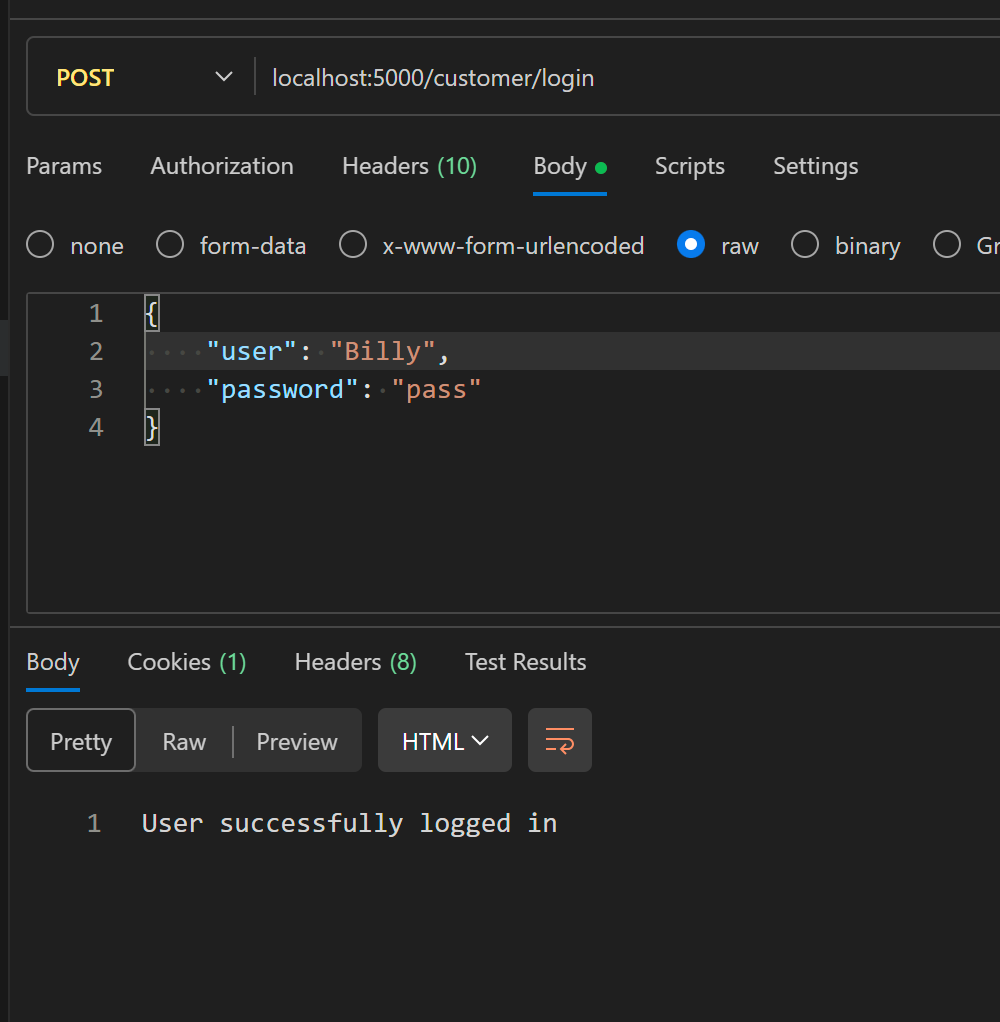 POST localhost:5000/customer/login
Params Authorization Headers (10) Body Scripts Settings
none form-data x-www-form-urlencoded raw binary Gr
1 {
2 "user": "Billy",
3 "password": "pass"
4 }
Body Cookies (1) Headers (8) Test Results
Pretty Raw Preview HTML
1 User successfully logged in